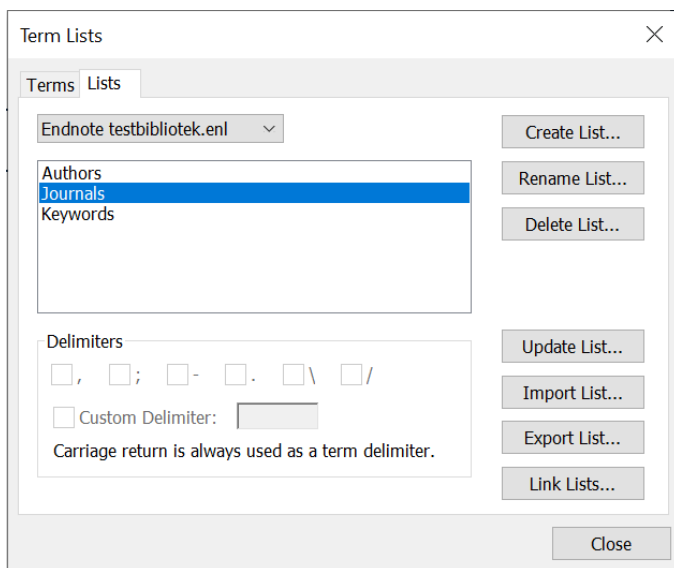 Term Lists
Terms
Lists
Endnote testbibliotek.enl
Create List...
Authors
Journals
Keywords
Rename List...
Delete List...
Delimiters
, ; - . \ /
Custom Delimiter:
Carriage return is always used as a term delimiter.
Update List...
Import List...
Export List...
Link Lists...
Close